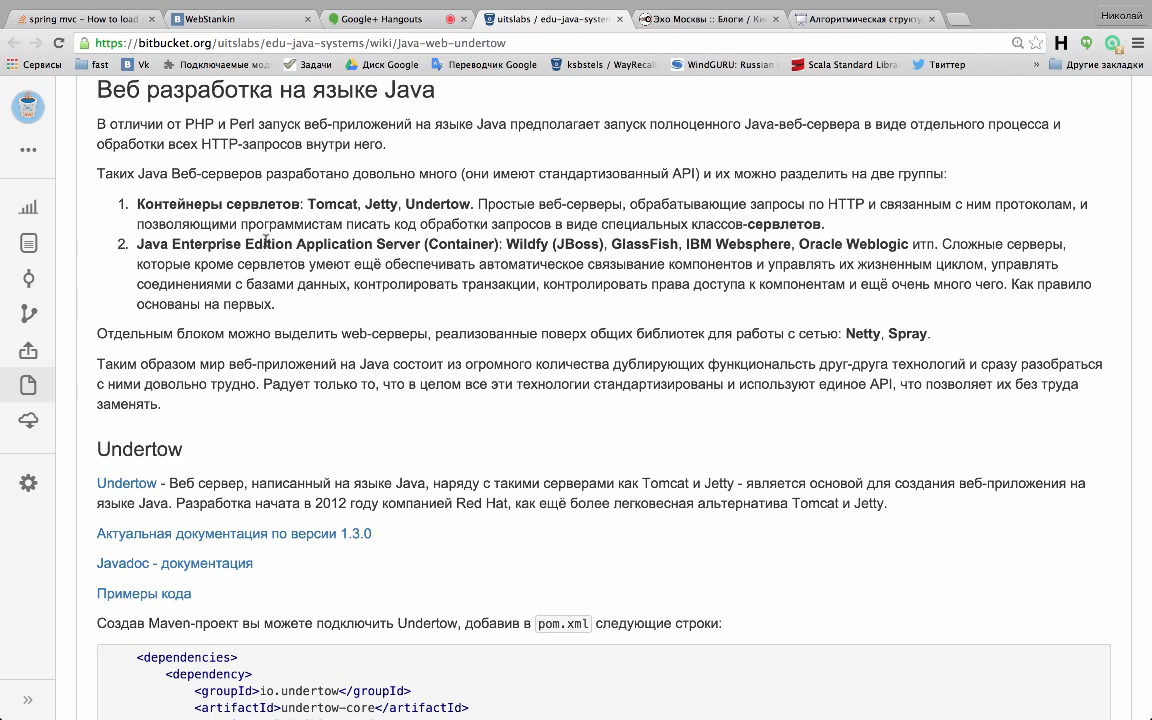 spring mvc - How to load
WebStankin
Google+ Hangouts
uitslabs / edu-java-system
Эхо Москвы :: Блоги / Ки
Алгоритмическая структу
Николай
https://bitbucket.org/uitslabs/edu-java-systems/wiki/Java-web-undertow
Сервисы
fast
Vk
Подключаемые мод
Задачи
Диск Google
Переводчик Google
ksbstels / WayRecall
WindGURU: Russian
Scala Standard Libra
Твиттер
»
Другие закладки
Веб разработка на языке Java
В отличии от PHP и Perl запуск веб-приложений на языке Java предполагает запуск полноценного Java-веб-сервера в виде отдельного процесса и
обработки всех HTTP-запросов внутри него.
Таких Java Веб-серверов разработано довольно много (они имеют стандартизованный API) и их можно разделить на две группы:
1. Контейнеры сервлетов: Tomcat, Jetty, Undertow. Простые веб-серверы, обрабатывающие запросы по HTTP и связанным с ним протоколам, и
позволяющими программистам писать код обработки запросов в виде специальных классов-сервлетов.
2. Java Enterprise Edition Application Server (Container): Wildfy (JBoss), GlassFish, IBM Websphere, Oracle Weblogic итп. Сложные серверы,
которые кроме сервлетов умеют ещё обеспечивать автоматическое связывание компонентов и управлять их жизненным циклом, управлять
соединениями с базами данных, контролировать транзакции, контролировать права доступа к компонентам и ещё очень много чего. Как правило
основаны на первых.
Отдельным блоком можно выделить web-серверы, реализованные поверх общих библиотек для работы с сетью: Netty, Spray.
Таким образом мир веб-приложений на Java состоит из огромного количества дублирующих функциональсть друг-друга технологий и сразу разобраться
с ними довольно трудно. Радует только то, что в целом все эти технологии стандартизированы и используют единое API, что позволяет их без труда
заменять.
Undertow
Undertow - Веб сервер, написанный на языке Java, наряду с такими серверами как Tomcat и Jetty - является основой для создания веб-приложения на
языке Java. Разработка начата в 2012 году компанией Red Hat, как ещё более легковесная альтернатива Tomcat и Jetty.
Актуальная документация по версии 1.3.0
Javadoc - документация
Примеры кода
Создав Maven-проект вы можете подключить Undertow, добавив в pom.xml следующие строки:
<dependencies>
<dependency>
<groupId>io.undertow</groupId>
<artifactId>undertow-core</artifactId>